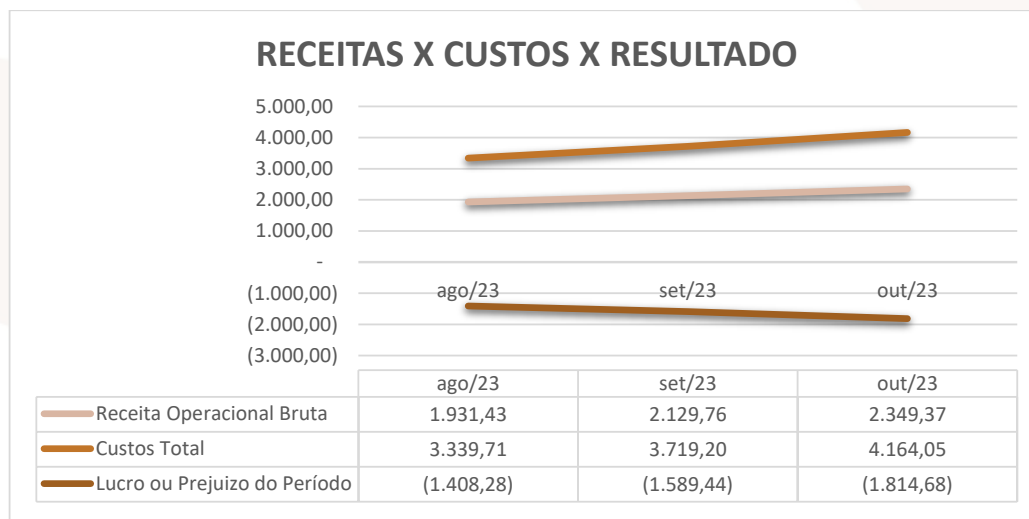 RECEITAS X CUSTOS X RESULTADO
5.000,00
4.000,00
3.000,00
2.000,00
1.000,00
-
(1.000,00)
(2.000,00)
(3.000,00)
ago/23 set/23 out/23
ago/23 set/23 out/23
Receita Operacional Bruta 1.931,43 2.129,76 2.349,37
Custos Total 3.339,71 3.719,20 4.164,05
Lucro ou Prejuizo do Período (1.408,28) (1.589,44) (1.814,68)